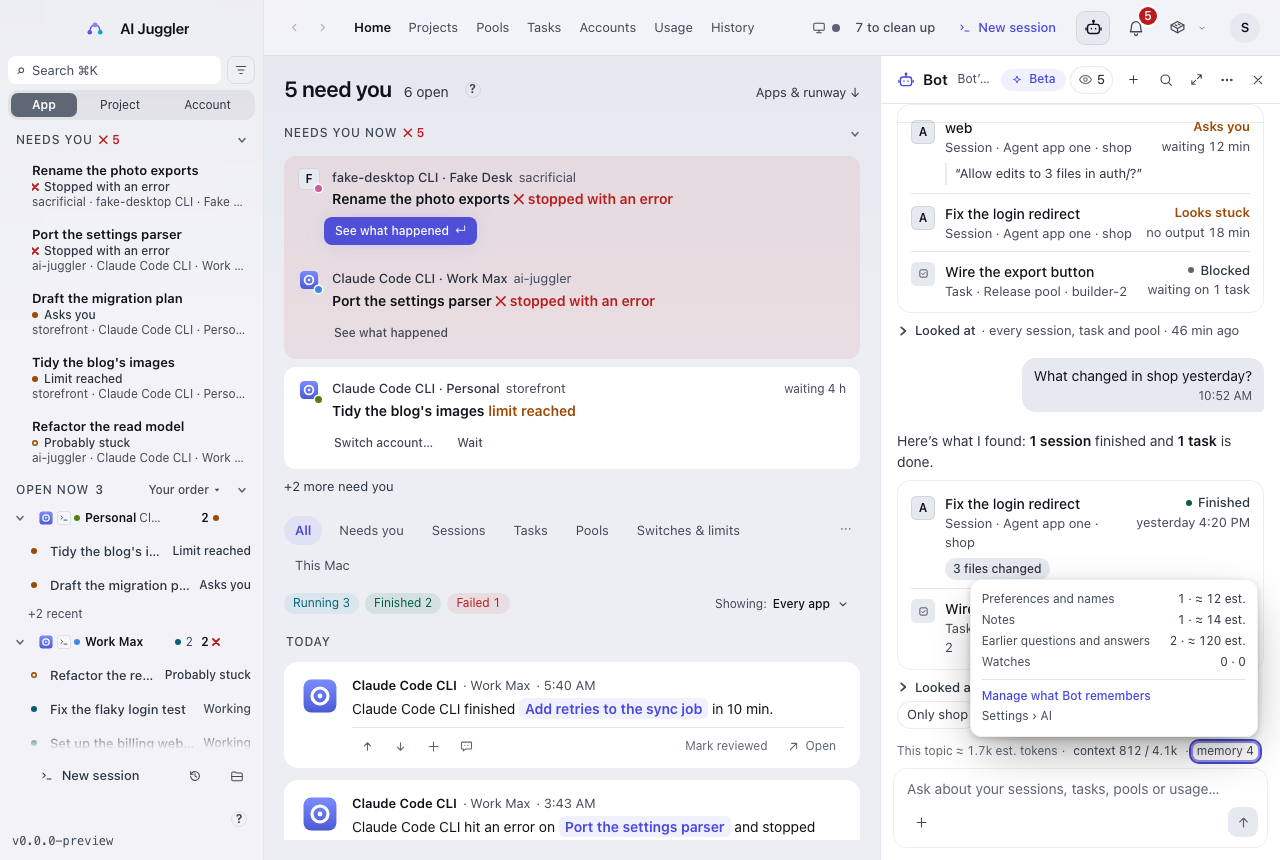 AI Juggler
Search ⌘K
App Project Account
NEEDS YOU 5
Rename the photo exports
Stopped with an error
sacrificial · fake-desktop CLI · Fake ...
Port the settings parser
Stopped with an error
ai-juggler · Claude Code CLI · Work ...
Draft the migration plan
Asks you
storefront · Claude Code CLI · Perso...
Tidy the blog's images
Limit reached
storefront · Claude Code CLI · Perso...
Refactor the read model
Probably stuck
ai-juggler · Claude Code CLI · Work ...
OPEN NOW 3 Your order
Personal Cl... 2
Tidy the blog's i... Limit reached
Draft the migration p... Asks you
+2 recent
Work Max 2 2
Refactor the re... Probably stuck
Fix the flaky login test Working
Set up the billing web... Working
New session
?
v0.0.0-preview
Home Projects Pools Tasks Accounts Usage History
7 to clean up New session 5 S
5 need you 6 open ? Apps & runway ↓
NEEDS YOU NOW 5
F fake-desktop CLI · Fake Desk sacrificial
Rename the photo exports stopped with an error
See what happened
Claude Code CLI · Work Max ai-juggler
Port the settings parser stopped with an error
See what happened
Claude Code CLI · Personal storefront waiting 4 h
Tidy the blog's images limit reached
Switch account... Wait
+2 more need you
All Needs you Sessions Tasks Pools Switches & limits ...
This Mac
Running 3 Finished 2 Failed 1 Showing: Every app
TODAY
Claude Code CLI · Work Max · 5:40 AM
Claude Code CLI finished Add retries to the sync job in 10 min.
Mark reviewed Open
Claude Code CLI · Work Max · 3:43 AM
Claude Code CLI hit an error on Port the settings parser and stopped
Bot Bot'... Beta 5
A web Asks you
Session · Agent app one · shop waiting 12 min
“Allow edits to 3 files in auth/?”
A Fix the login redirect Looks stuck
Session · Agent app one · shop no output 18 min
Wire the export button Blocked
Task · Release pool · builder-2 waiting on 1 task
Looked at · every session, task and pool · 46 min ago
What changed in shop yesterday?
10:52 AM
Here’s what I found: 1 session finished and 1 task is
done.
A Fix the login redirect Finished
Session · Agent app one · yesterday 4:20 PM
shop
3 files changed
Wire
Task
2
Preferences and names 1 · ≈ 12 est.
Notes 1 · ≈ 14 est.
Earlier questions and answers 2 · ≈ 120 est.
Watches 0 · 0
Manage what Bot remembers
Settings › AI
Looked a
Only shop
This topic ≈ 1.7k est. tokens · context 812 / 4.1k · memory 4
Ask about your sessions, tasks, pools or usage...